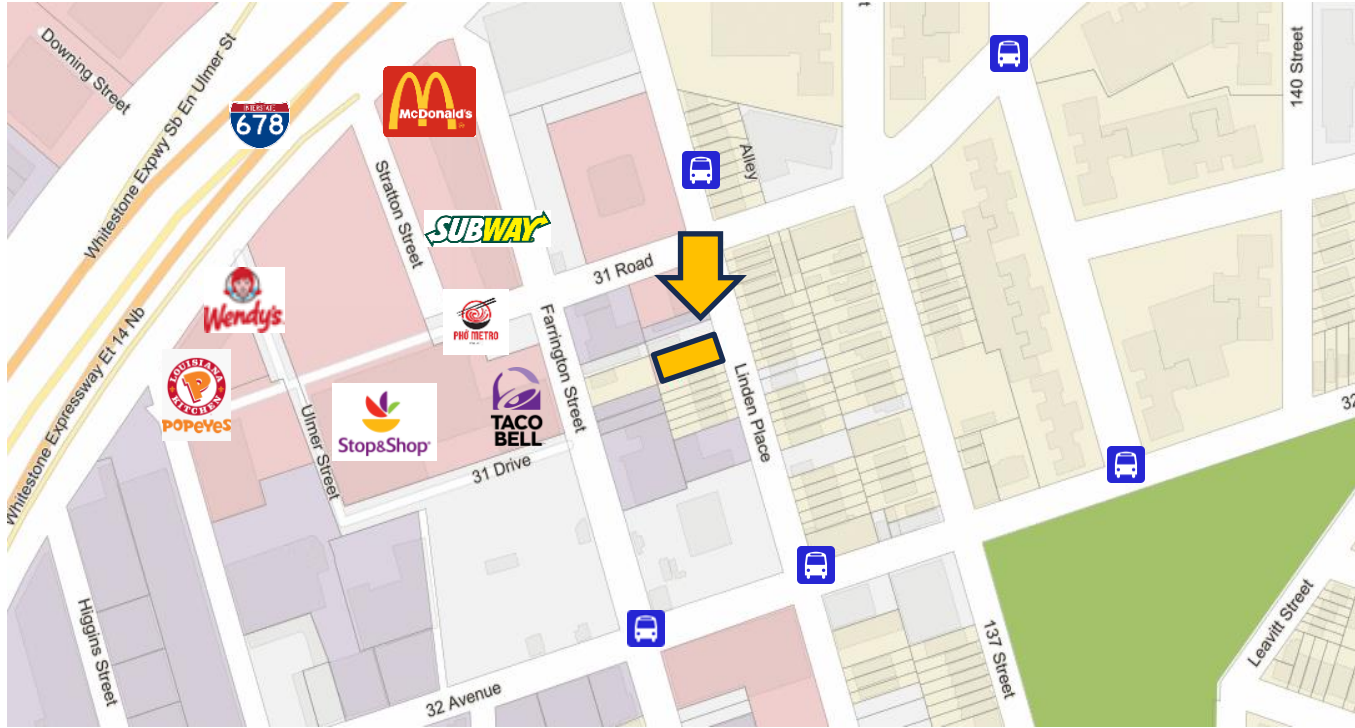 Downing Street
Whitestone Expwy Sb En Ulmer St
INTERSTATE
678
McDonald's
140 Street
Alley
Stratton Street
SUBWAY
31 Road
Wendy's
PHỞ METRO
Farrington Street
Whitestone Expressway Et 14 Nb
LOUISIANA
KITCHEN
POPEYES
Stop&Shop
TACO
BELL
Linden Place
Ulmer Street
31 Drive
32
Higgins Street
137 Street
Leavitt Street
32 Avenue